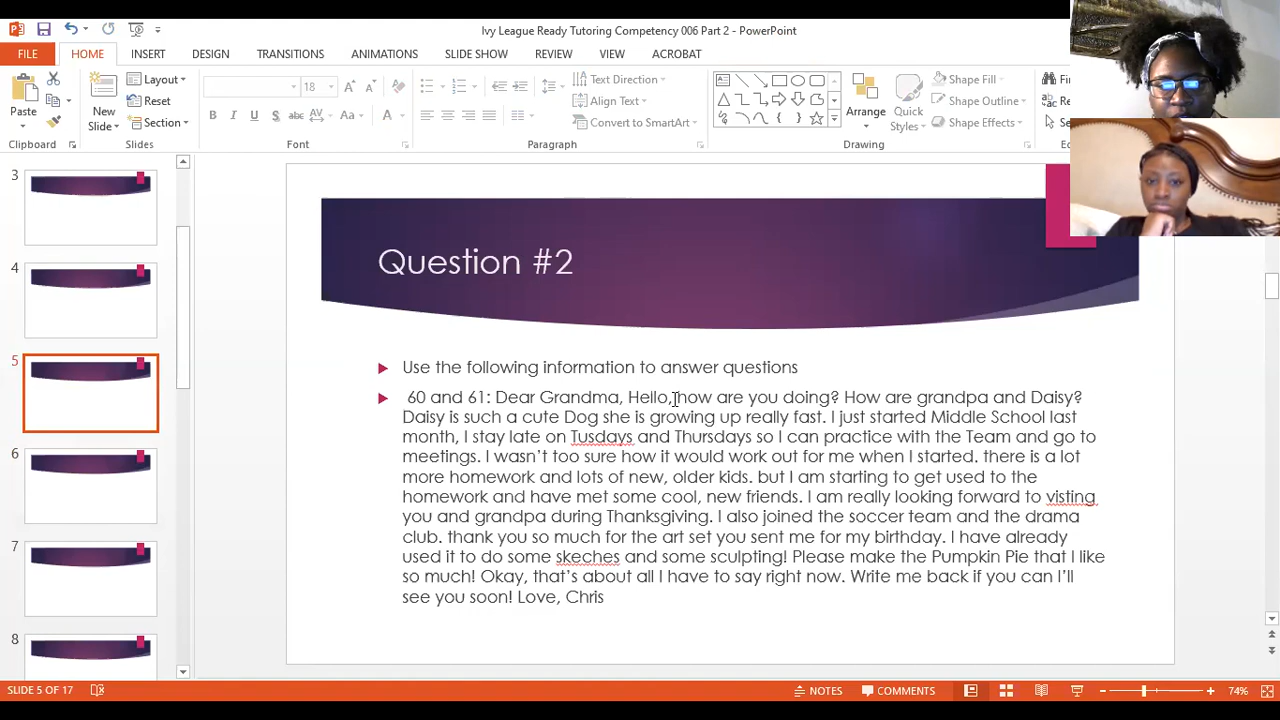 Ivy League Ready Tutoring Competency 006 Part 2 - PowerPoint
FILE HOME INSERT DESIGN TRANSITIONS ANIMATIONS SLIDE SHOW REVIEW VIEW ACROBAT
Paste
New
Slide
Layout
Reset
Section
18
B I U S abc AV Aa A
Text Direction
Align Text
Convert to SmartArt
Arrange
Quick
Styles
Shape Fill
Shape Outline
Shape Effects
Clipboard Slides Font Paragraph Drawing
3
4
5
6
7
8
Question #2
Use the following information to answer questions
60 and 61: Dear Grandma, Hello, how are you doing? How are grandpa and Daisy?
Daisy is such a cute Dog she is growing up really fast. I just started Middle School last
month, I stay late on Tusdays and Thursdays so I can practice with the Team and go to
meetings. I wasn't too sure how it would work out for me when I started. there is a lot
more homework and lots of new, older kids. but I am starting to get used to the
homework and have met some cool, new friends. I am really looking forward to visting
you and grandpa during Thanksgiving. I also joined the soccer team and the drama
club. thank you so much for the art set you sent me for my birthday. I have already
used it to do some skeches and some sculpting! Please make the Pumpkin Pie that I like
so much! Okay, that's about all I have to say right now. Write me back if you can I'll
see you soon! Love, Chris
SLIDE 5 OF 17
NOTES COMMENTS 74%